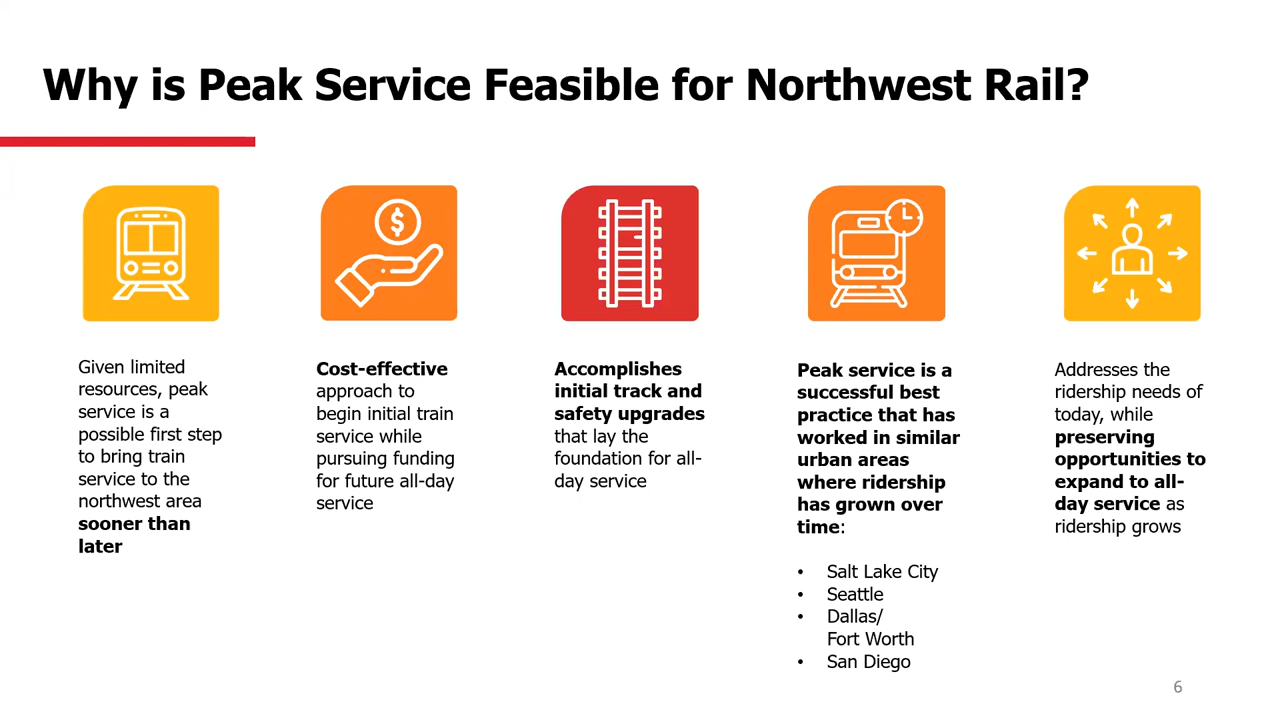 Why is Peak Service Feasible for Northwest Rail?
$
Given limited
resources, peak
service is a
possible first step
to bring train
service to the
northwest area
sooner than
later
Cost-effective
approach to
begin initial train
service while
pursuing funding
for future all-day
service
Accomplishes
initial track and
safety upgrades
that lay the
foundation for all-
day service
Peak service is a
successful best
practice that has
worked in similar
urban areas
where ridership
has grown over
time:
• Salt Lake City
• Seattle
• Dallas/
Fort Worth
• San Diego
Addresses the
ridership needs of
today, while
preserving
opportunities to
expand to all-
day service as
ridership grows
6